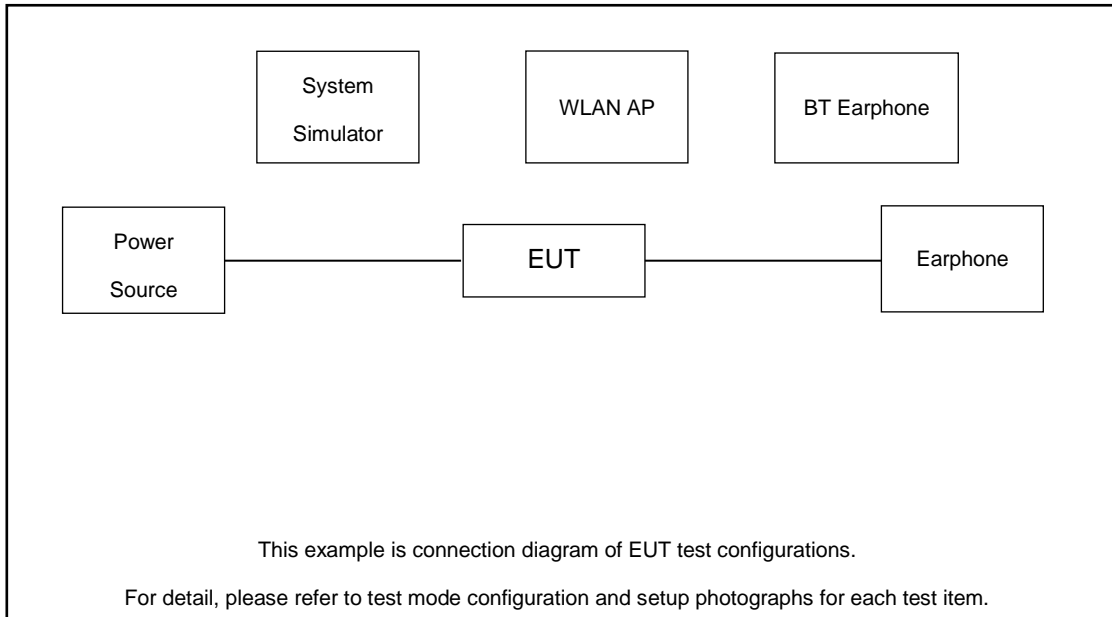 System
Simulator
WLAN AP
BT Earphone
Power
Source
EUT
Earphone
This example is connection diagram of EUT test configurations.
For detail, please refer to test mode configuration and setup photographs for each test item.